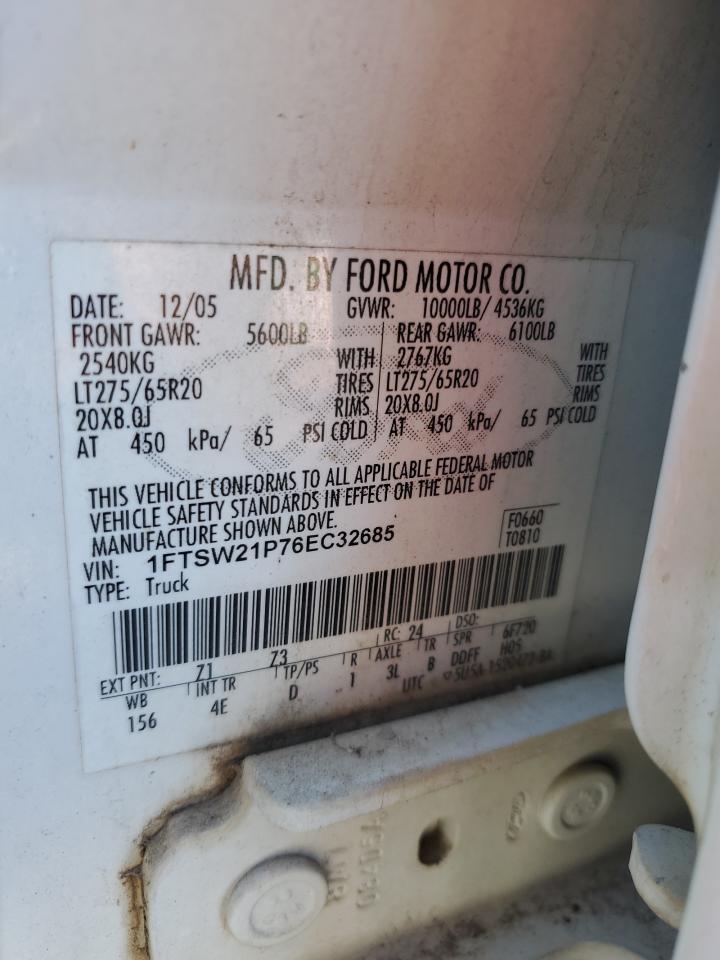 MFD. BY FORD MOTOR CO.
DATE: 12/05 GVWR: 10000LB/ 4536KG
FRONT GAWR: 5600LB REAR GAWR: 6100LB
2540KG WITH 2767KG WITH
LT275/65R20 TIRES LT275/65R20 TIRES
20X8.0J RIMS 20X8.0J RIMS
AT 450 kPa/ 65 PSI COLD AT 450 kPa/ 65 PSI COLD
THIS VEHICLE CONFORMS TO ALL APPLICABLE FEDERAL MOTOR
VEHICLE SAFETY STANDARDS IN EFFECT ON THE DATE OF
MANUFACTURE SHOWN ABOVE.
VIN: 1FTSW21P76EC32685 F0660
TYPE: Truck T0810
EXT PNT: Z1 Z3 RC: 24 DSO: 6F720
WB INT TR TP/PS R AXLE TR SPR H05
156 4E D 1 3L B DDFF
UTC